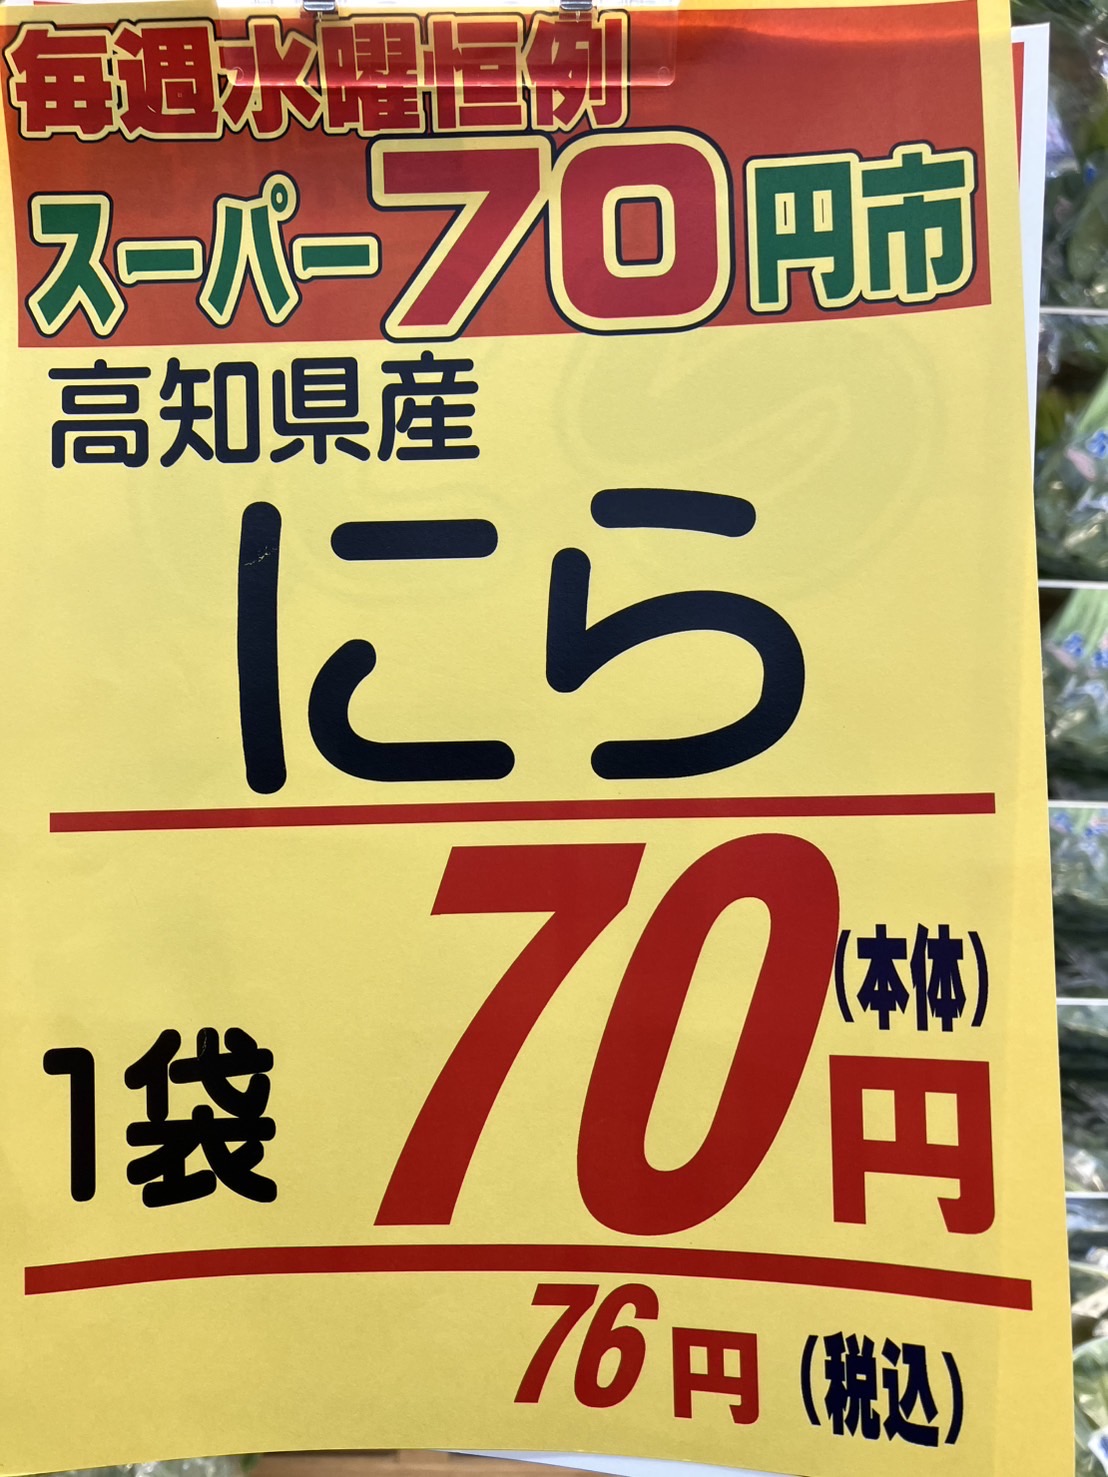 毎週水曜恒例
スーパー70円市
高知県産
にら
1袋 70円(本体)
76円(税込)